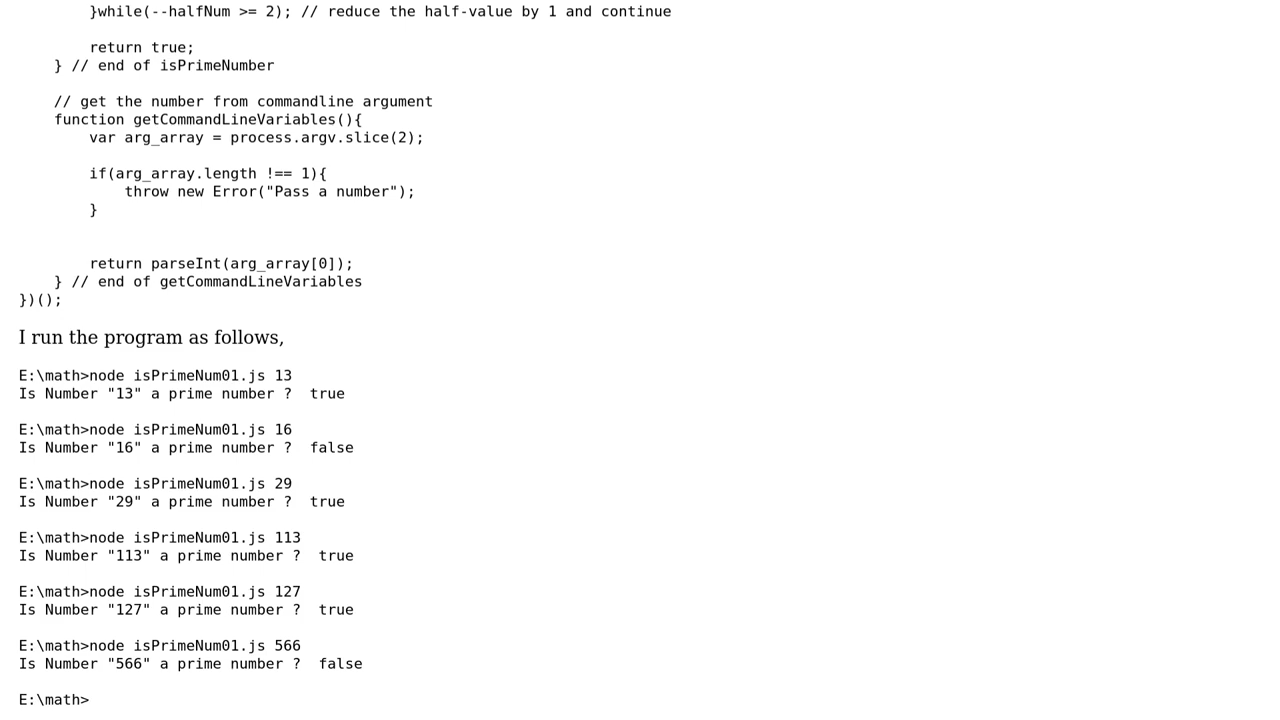 }while(--halfNum >= 2); // reduce the half-value by 1 and continue

        return true;
    } // end of isPrimeNumber

    // get the number from commandline argument
    function getCommandLineVariables(){
        var arg_array = process.argv.slice(2);

        if(arg_array.length !== 1){
            throw new Error("Pass a number");
        }


        return parseInt(arg_array[0]);
    } // end of getCommandLineVariables
})();

I run the program as follows,

E:\math>node isPrimeNum01.js 13
Is Number "13" a prime number ?  true

E:\math>node isPrimeNum01.js 16
Is Number "16" a prime number ?  false

E:\math>node isPrimeNum01.js 29
Is Number "29" a prime number ?  true

E:\math>node isPrimeNum01.js 113
Is Number "113" a prime number ?  true

E:\math>node isPrimeNum01.js 127
Is Number "127" a prime number ?  true

E:\math>node isPrimeNum01.js 566
Is Number "566" a prime number ?  false

E:\math>